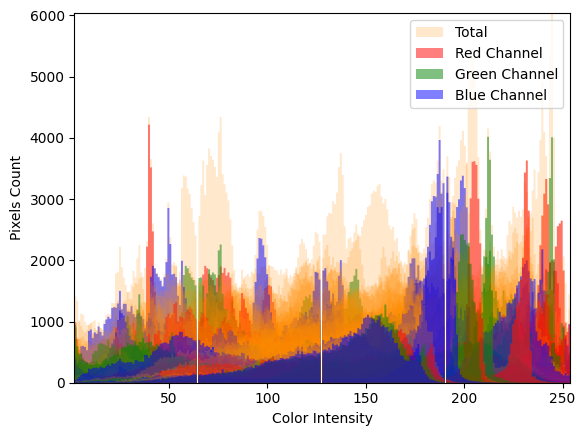 6000
5000
4000
3000
2000
1000
0
Pixels Count
50
100
150
200
250
Color Intensity
Total
Red Channel
Green Channel
Blue Channel